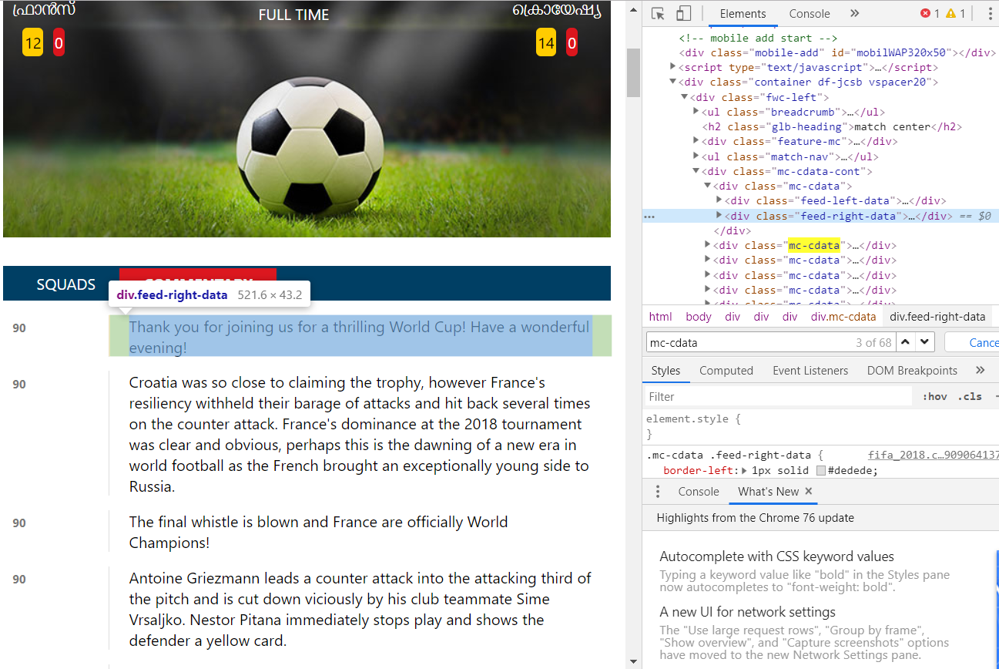 ഫ്രാൻസ്
FULL TIME
ക്രൊയേഷ്യ
12 0
14 0
SQUADS
div.feed-right-data 521.6 × 43.2
90
Thank you for joining us for a thrilling World Cup! Have a wonderful
evening!
90
Croatia was so close to claiming the trophy, however France's
resiliency withheld their barage of attacks and hit back several times
on the counter attack. France's dominance at the 2018 tournament
was clear and obvious, perhaps this is the dawning of a new era in
world football as the French brought an exceptionally young side to
Russia.
90
The final whistle is blown and France are officially World
Champions!
90
Antoine Griezmann leads a counter attack into the attacking third of
the pitch and is cut down viciously by his club teammate Sime
Vrsaljko. Nestor Pitana immediately stops play and shows the
defender a yellow card.
Elements Console » 1 1
<!-- mobile add start -->
<div class="mobile-add" id="mobilWAP320x50"></div>
<script type="text/javascript">…</script>
<div class="container df-jcsb vspacer20">
<div class="fwc-left">
<ul class="breadcrumb">…</ul>
<h2 class="glb-heading">match center</h2>
<div class="feature-mc">…</div>
<ul class="match-nav">…</ul>
<div class="mc-cdata-cont">
<div class="mc-cdata">
<div class="feed-left-data">…</div>
<div class="feed-right-data">…</div> == $0
</div>
<div class="mc-cdata">…</div>
<div class="mc-cdata">…</div>
<div class="mc-cdata">…</div>
<div class="mc-cdata">…</div>
<div class="mc-cdata">…</div>
html body div div div div.mc-cdata div.feed-right-data
mc-cdata 3 of 68 Cance
Styles Computed Event Listeners DOM Breakpoints »
Filter :hov .cls
element.style {
}
.mc-cdata .feed-right-data { fifa_2018.c…909064137
border-left: 1px solid #dedede;
Console What's New ×
Highlights from the Chrome 76 update
Autocomplete with CSS keyword values
Typing a keyword value like "bold" in the Styles pane
now autocompletes to "font-weight: bold".
A new UI for network settings
The "Use large request rows", "Group by frame",
"Show overview", and "Capture screenshots" options
have moved to the new Network Settings pane.